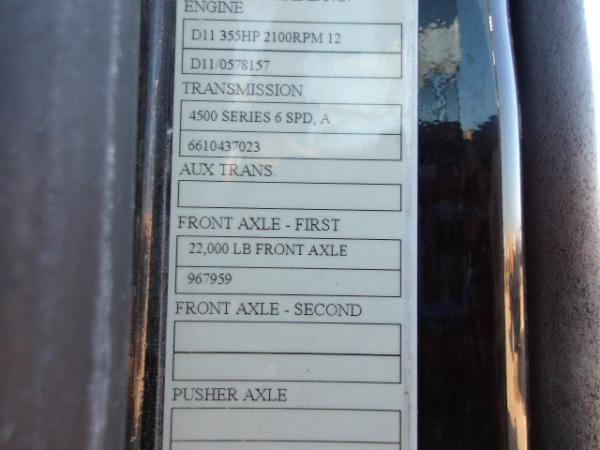 ENGINE
D11 355HP 2100RPM 12
D11/0578157
TRANSMISSION
4500 SERIES 6 SPD, A
6610437023
AUX TRANS.
FRONT AXLE - FIRST
22,000 LB FRONT AXLE
967959
FRONT AXLE - SECOND
PUSHER AXLE